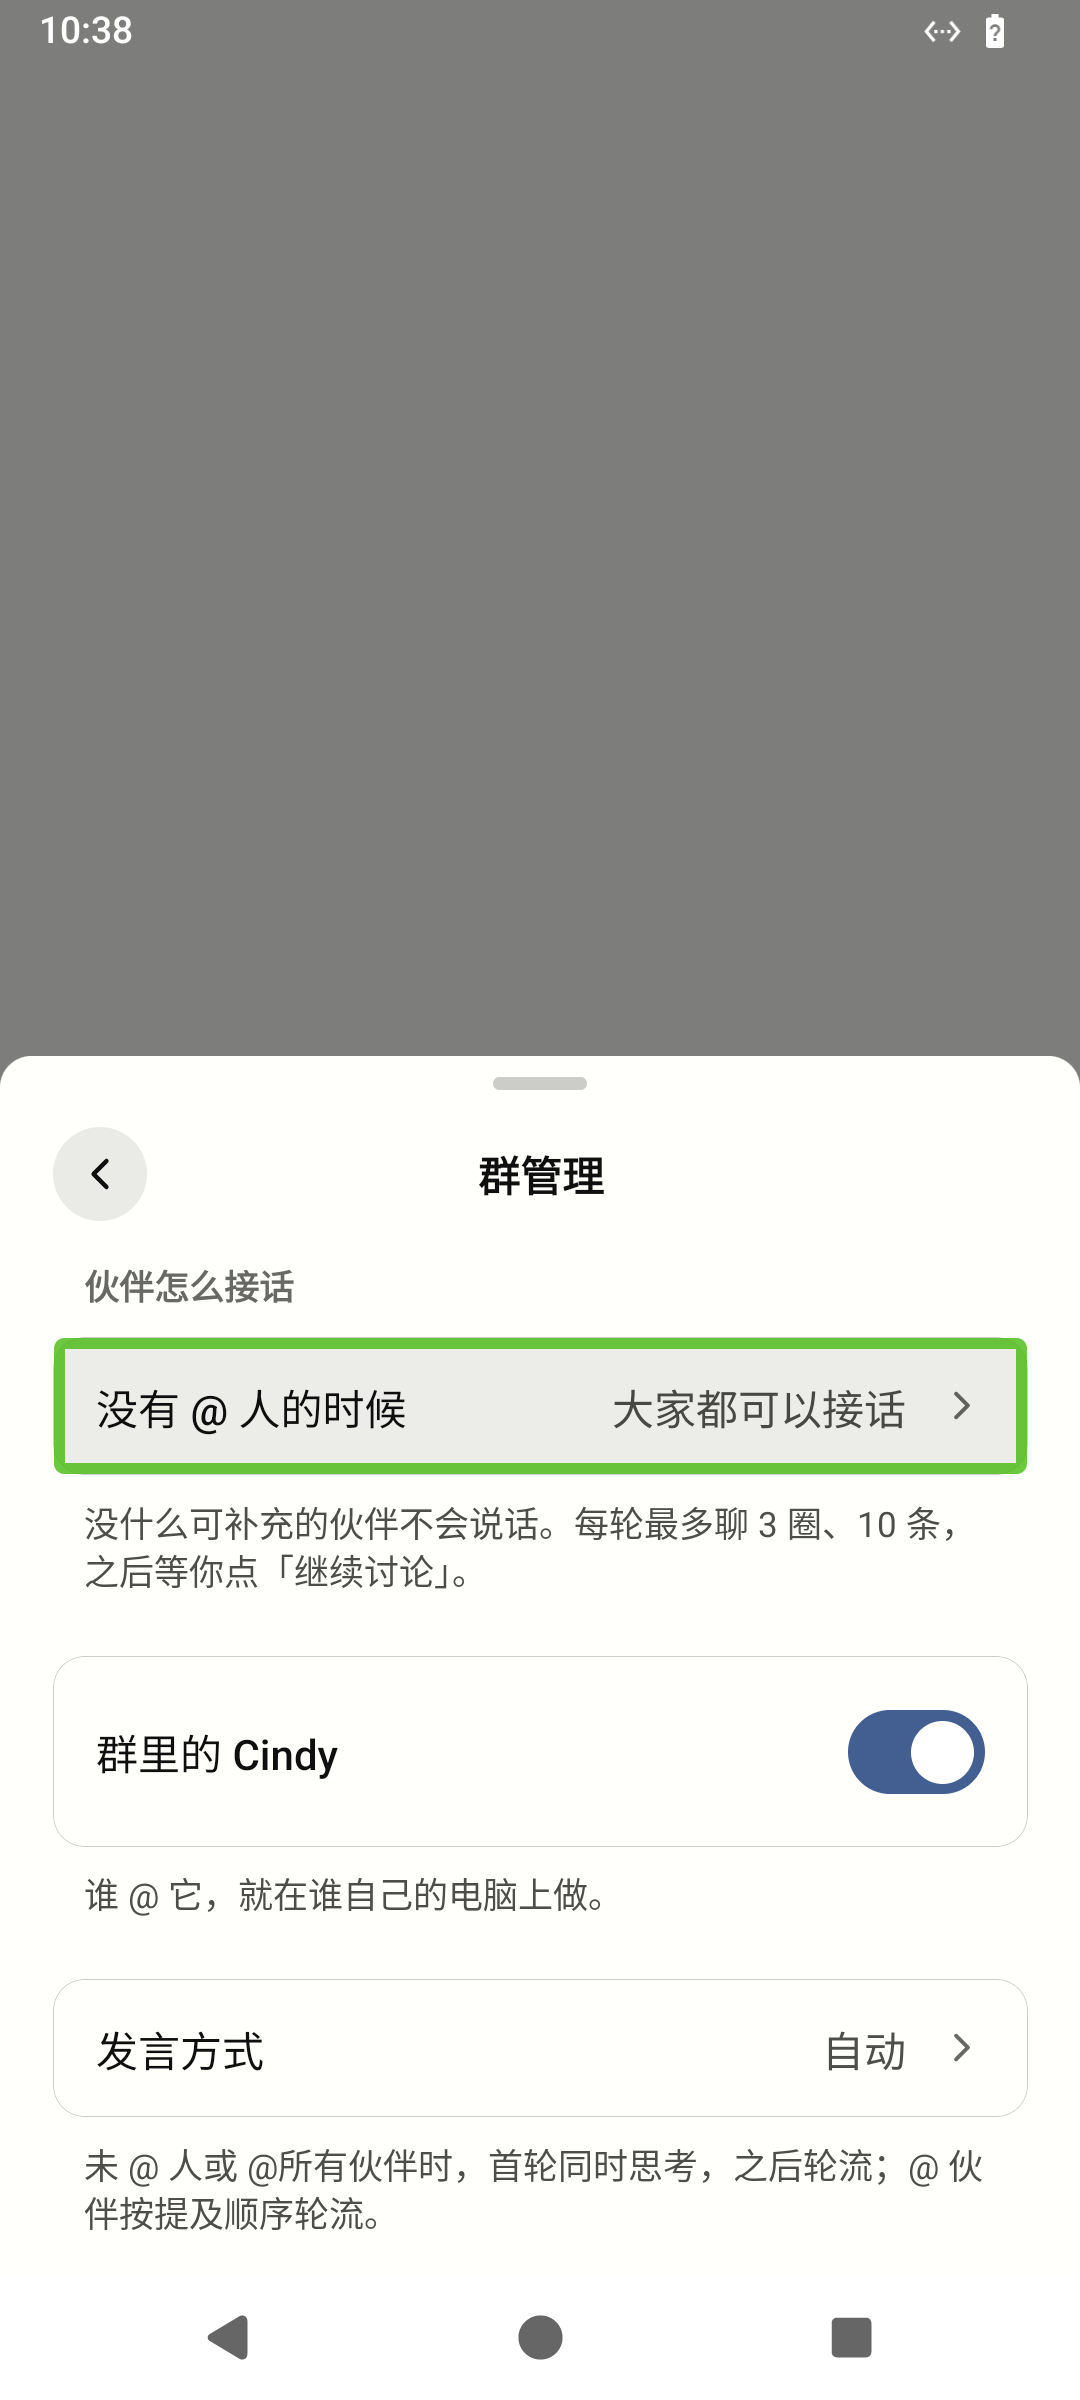 10:38
群管理
伙伴怎么接话
没有 @ 人的时候 大家都可以接话
没什么可补充的伙伴不会说话。每轮最多聊 3 圈、10 条，
之后等你点「继续讨论」。
群里的 Cindy
谁 @ 它，就在谁自己的电脑上做。
发言方式 自动
未 @ 人或 @所有伙伴时，首轮同时思考，之后轮流；@ 伙
伴按提及顺序轮流。